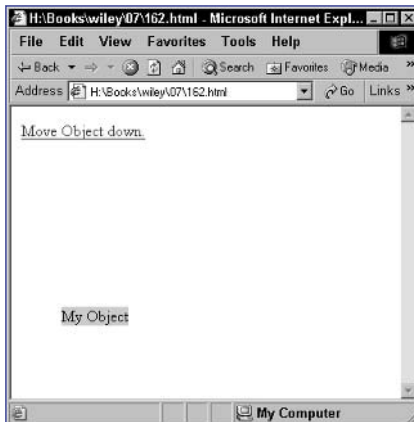 H:\Books\wiley\07\162.html - Microsoft Internet Expl...
File Edit View Favorites Tools Help
Back Search Favorites Media »
Address H:\Books\wiley\07\162.html Go Links »
Move Object down.
My Object
My Computer